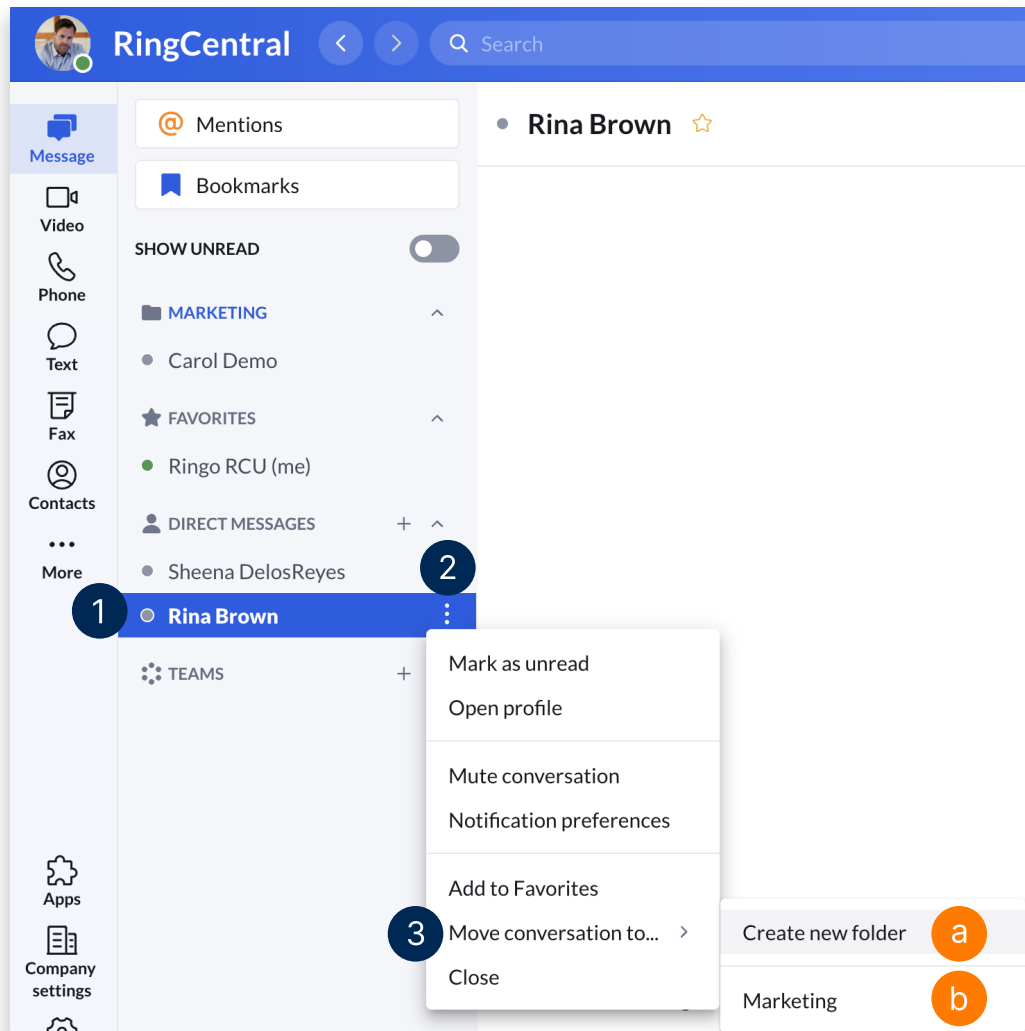 RingCentral
Search
Message
Video
Phone
Text
Fax
Contacts
More
Apps
Company
settings
@ Mentions
Bookmarks
SHOW UNREAD
MARKETING
Carol Demo
FAVORITES
Ringo RCU (me)
DIRECT MESSAGES +
Sheena DelosReyes
2
1
Rina Brown
TEAMS +
Rina Brown
Mark as unread
Open profile
Mute conversation
Notification preferences
Add to Favorites
3 Move conversation to...
Close
Create new folder a
Marketing b